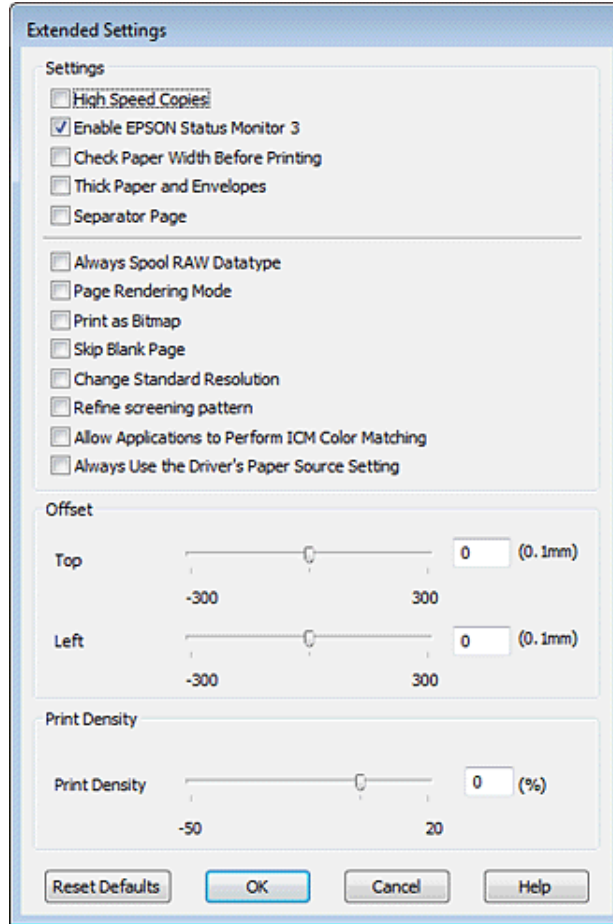 Extended Settings
Settings
High Speed Copies
Enable EPSON Status Monitor 3
Check Paper Width Before Printing
Thick Paper and Envelopes
Separator Page
Always Spool RAW Datatype
Page Rendering Mode
Print as Bitmap
Skip Blank Page
Change Standard Resolution
Refine screening pattern
Allow Applications to Perform ICM Color Matching
Always Use the Driver's Paper Source Setting
Offset
Top 0 (0.1mm)
-300 300
Left 0 (0.1mm)
-300 300
Print Density
Print Density 0 (%)
-50 20
Reset Defaults OK Cancel Help